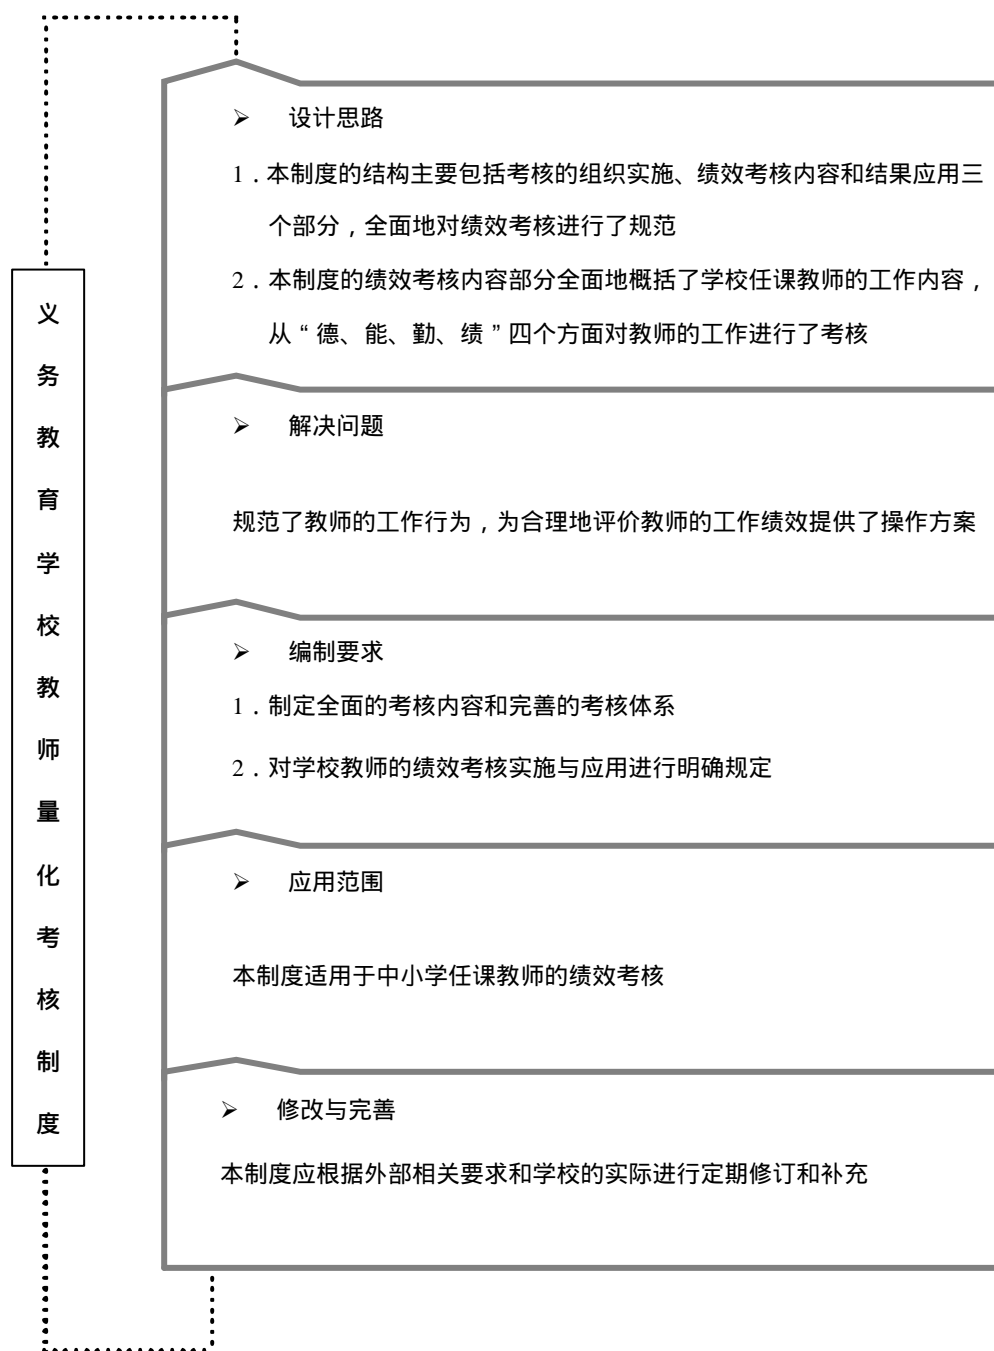 义务教育学校教师量化考核制度
➢ 设计思路
1．本制度的结构主要包括考核的组织实施、绩效考核内容和结果应用三
个部分，全面地对绩效考核进行了规范
2．本制度的绩效考核内容部分全面地概括了学校任课教师的工作内容，
从“德、能、勤、绩”四个方面对教师的工作进行了考核
➢ 解决问题
规范了教师的工作行为，为合理地评价教师的工作绩效提供了操作方案
➢ 编制要求
1．制定全面的考核内容和完善的考核体系
2．对学校教师的绩效考核实施与应用进行明确规定
➢ 应用范围
本制度适用于中小学任课教师的绩效考核
➢ 修改与完善
本制度应根据外部相关要求和学校的实际进行定期修订和补充